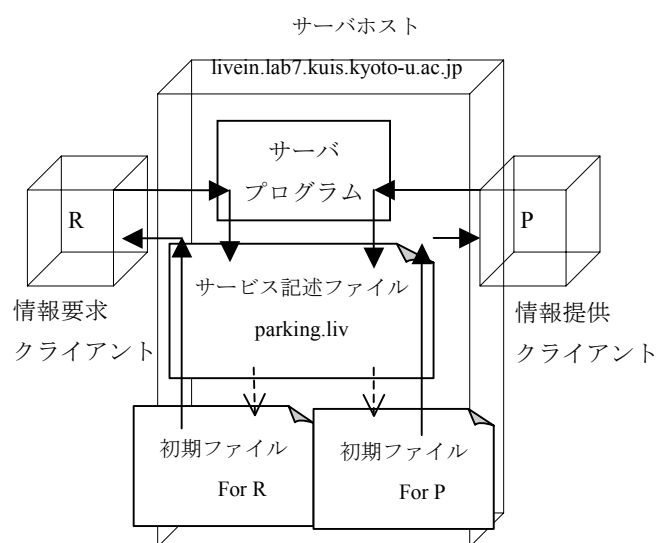 サーバホスト
livein.lab7.kuis.kyoto-u.ac.jp
サーバ
プログラム
R
P
サービス記述ファイル
parking.liv
情報要求
クライアント
情報提供
クライアント
初期ファイル
For R
初期ファイル
For P